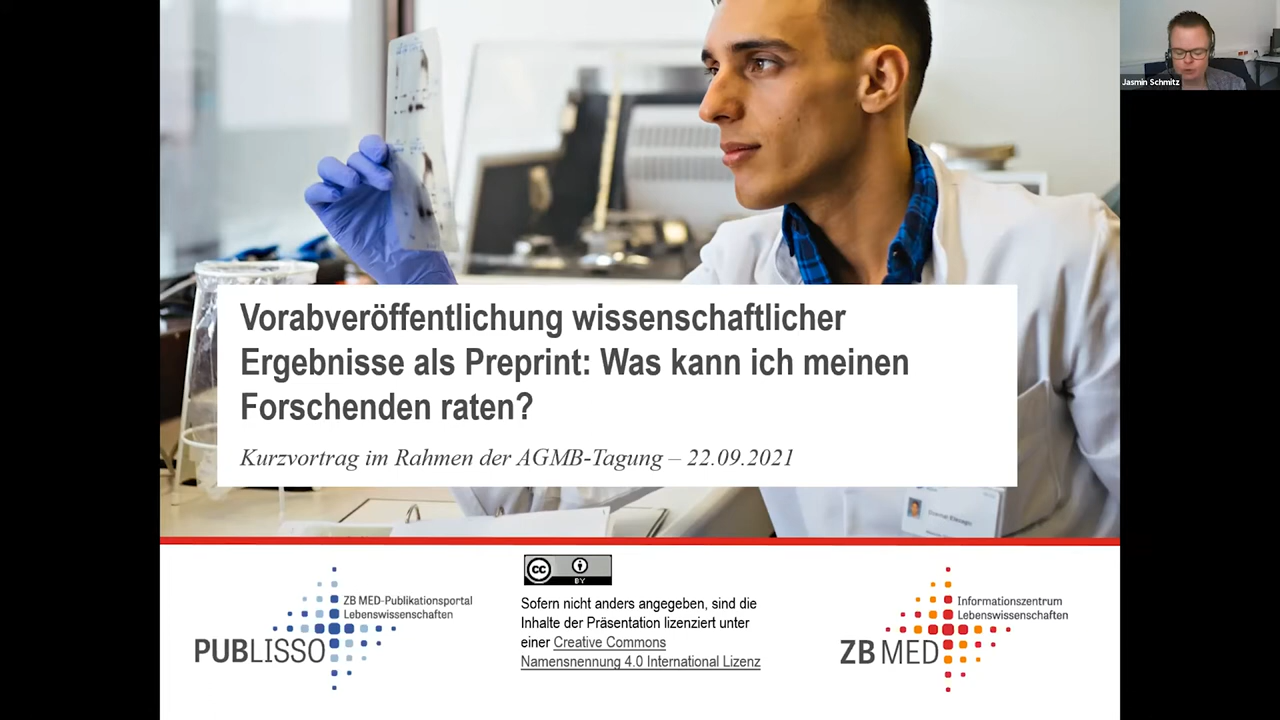 Jasmin Schmitz
Vorabveröffentlichung wissenschaftlicher
Ergebnisse als Preprint: Was kann ich meinen
Forschenden raten?
Kurzvortrag im Rahmen der AGMB-Tagung – 22.09.2021
ZB MED-Publikationsportal
Lebenswissenschaften
PUBLISSO
cc
BY
Sofern nicht anders angegeben, sind die
Inhalte der Präsentation lizenziert unter
einer Creative Commons
Namensnennung 4.0 International Lizenz
Informationszentrum
Lebenswissenschaften
ZB MED